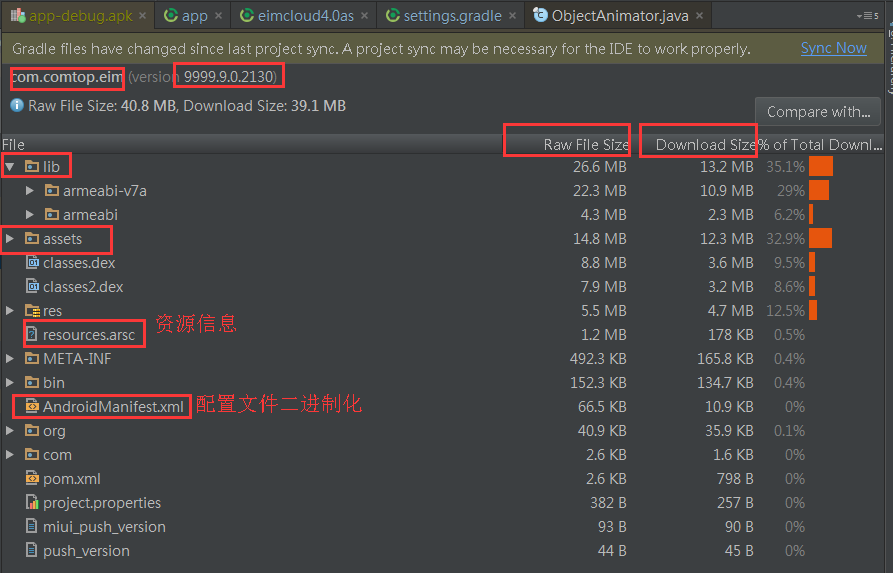 app-debug.apk app eimcloud4.0as settings.gradle ObjectAnimator.java
Gradle files have changed since last project sync. A project sync may be necessary for the IDE to work properly. Sync Now
com.comtop.eim (version 9999.9.0.2130)
Raw File Size: 40.8 MB, Download Size: 39.1 MB
Compare with...
File Raw File Size Download Size % of Total Downl...
lib 26.6 MB 13.2 MB 35.1%
armeabi-v7a 22.3 MB 10.9 MB 29%
armeabi 4.3 MB 2.3 MB 6.2%
assets 14.8 MB 12.3 MB 32.9%
classes.dex 8.8 MB 3.6 MB 9.5%
classes2.dex 7.9 MB 3.2 MB 8.6%
res 5.5 MB 4.7 MB 12.5%
resources.arsc 资源信息 1.2 MB 178 KB 0.5%
META-INF 492.3 KB 165.8 KB 0.4%
bin 152.3 KB 134.7 KB 0.4%
AndroidManifest.xml 配置文件二进制化 66.5 KB 10.9 KB 0%
org 40.9 KB 35.9 KB 0.1%
com 2.6 KB 1.6 KB 0%
pom.xml 2.6 KB 798 B 0%
project.properties 382 B 257 B 0%
miui_push_version 93 B 90 B 0%
push_version 44 B 45 B 0%